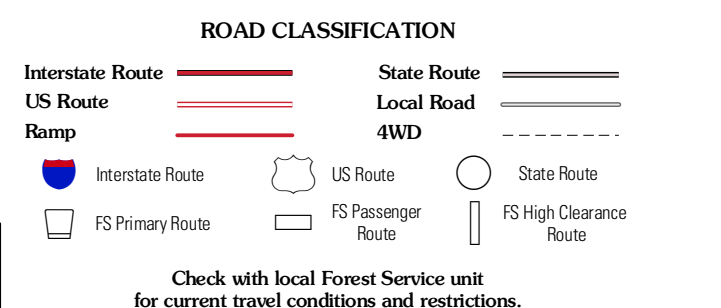 ROAD CLASSIFICATION
Interstate Route
State Route
US Route
Local Road
Ramp
4WD
Interstate Route
US Route
State Route
FS Primary Route
FS Passenger
Route
FS High Clearance
Route
Check with local Forest Service unit
for current travel conditions and restrictions.